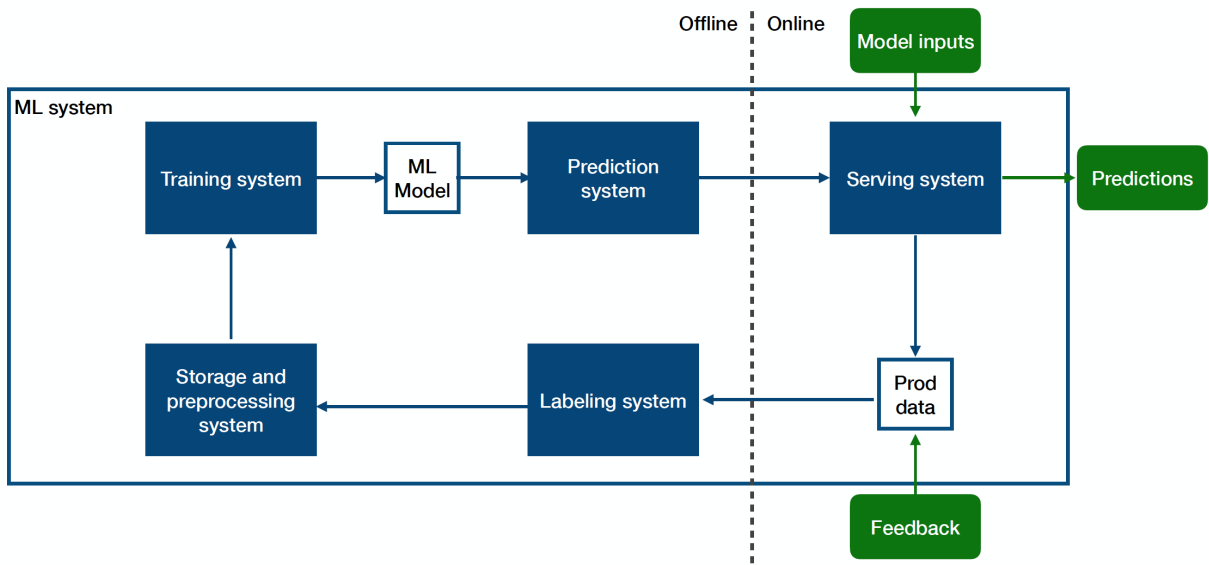 Offline
Online
Model inputs
ML system
Training system
ML
Model
Prediction
system
Serving system
Predictions
Storage and
preprocessing
system
Labeling system
Prod
data
Feedback